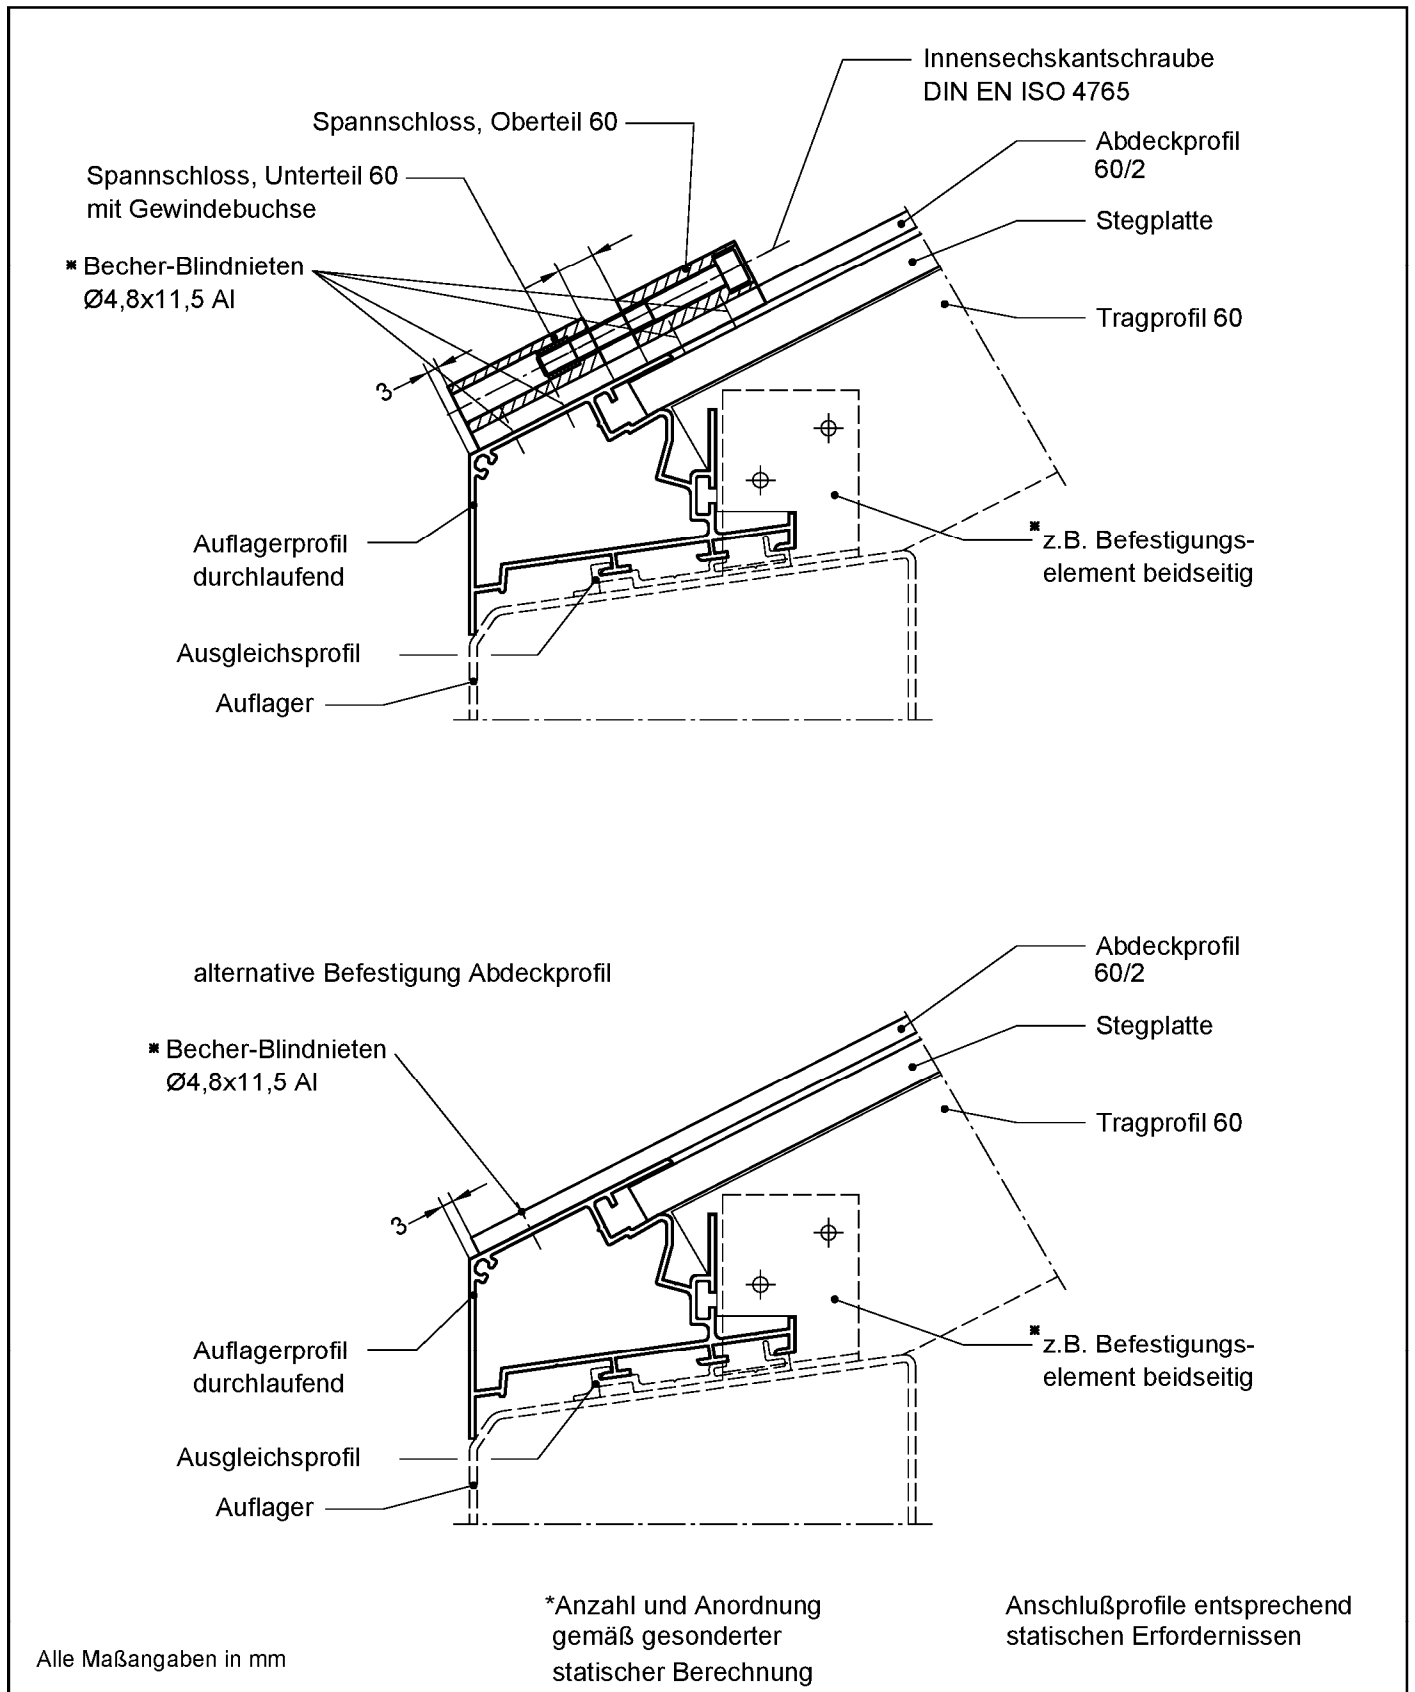 Innensechskantschraube
DIN EN ISO 4765
Spannschloss, Oberteil 60
Abdeckprofil
60/2
Spannschloss, Unterteil 60
mit Gewindebuchse
Stegplatte
* Becher-Blindnieten
Ø4,8x11,5 Al
Tragprofil 60
3
Auflagerprofil
durchlaufend
* z.B. Befestigungs-
element beidseitig
Ausgleichsprofil
Auflager
alternative Befestigung Abdeckprofil
Abdeckprofil
60/2
Stegplatte
* Becher-Blindnieten
Ø4,8x11,5 Al
Tragprofil 60
3
Auflagerprofil
durchlaufend
* z.B. Befestigungs-
element beidseitig
Ausgleichsprofil
Auflager
*Anzahl und Anordnung
gemäß gesonderter
statischer Berechnung
Anschlußprofile entsprechend
statischen Erfordernissen
Alle Maßangaben in mm